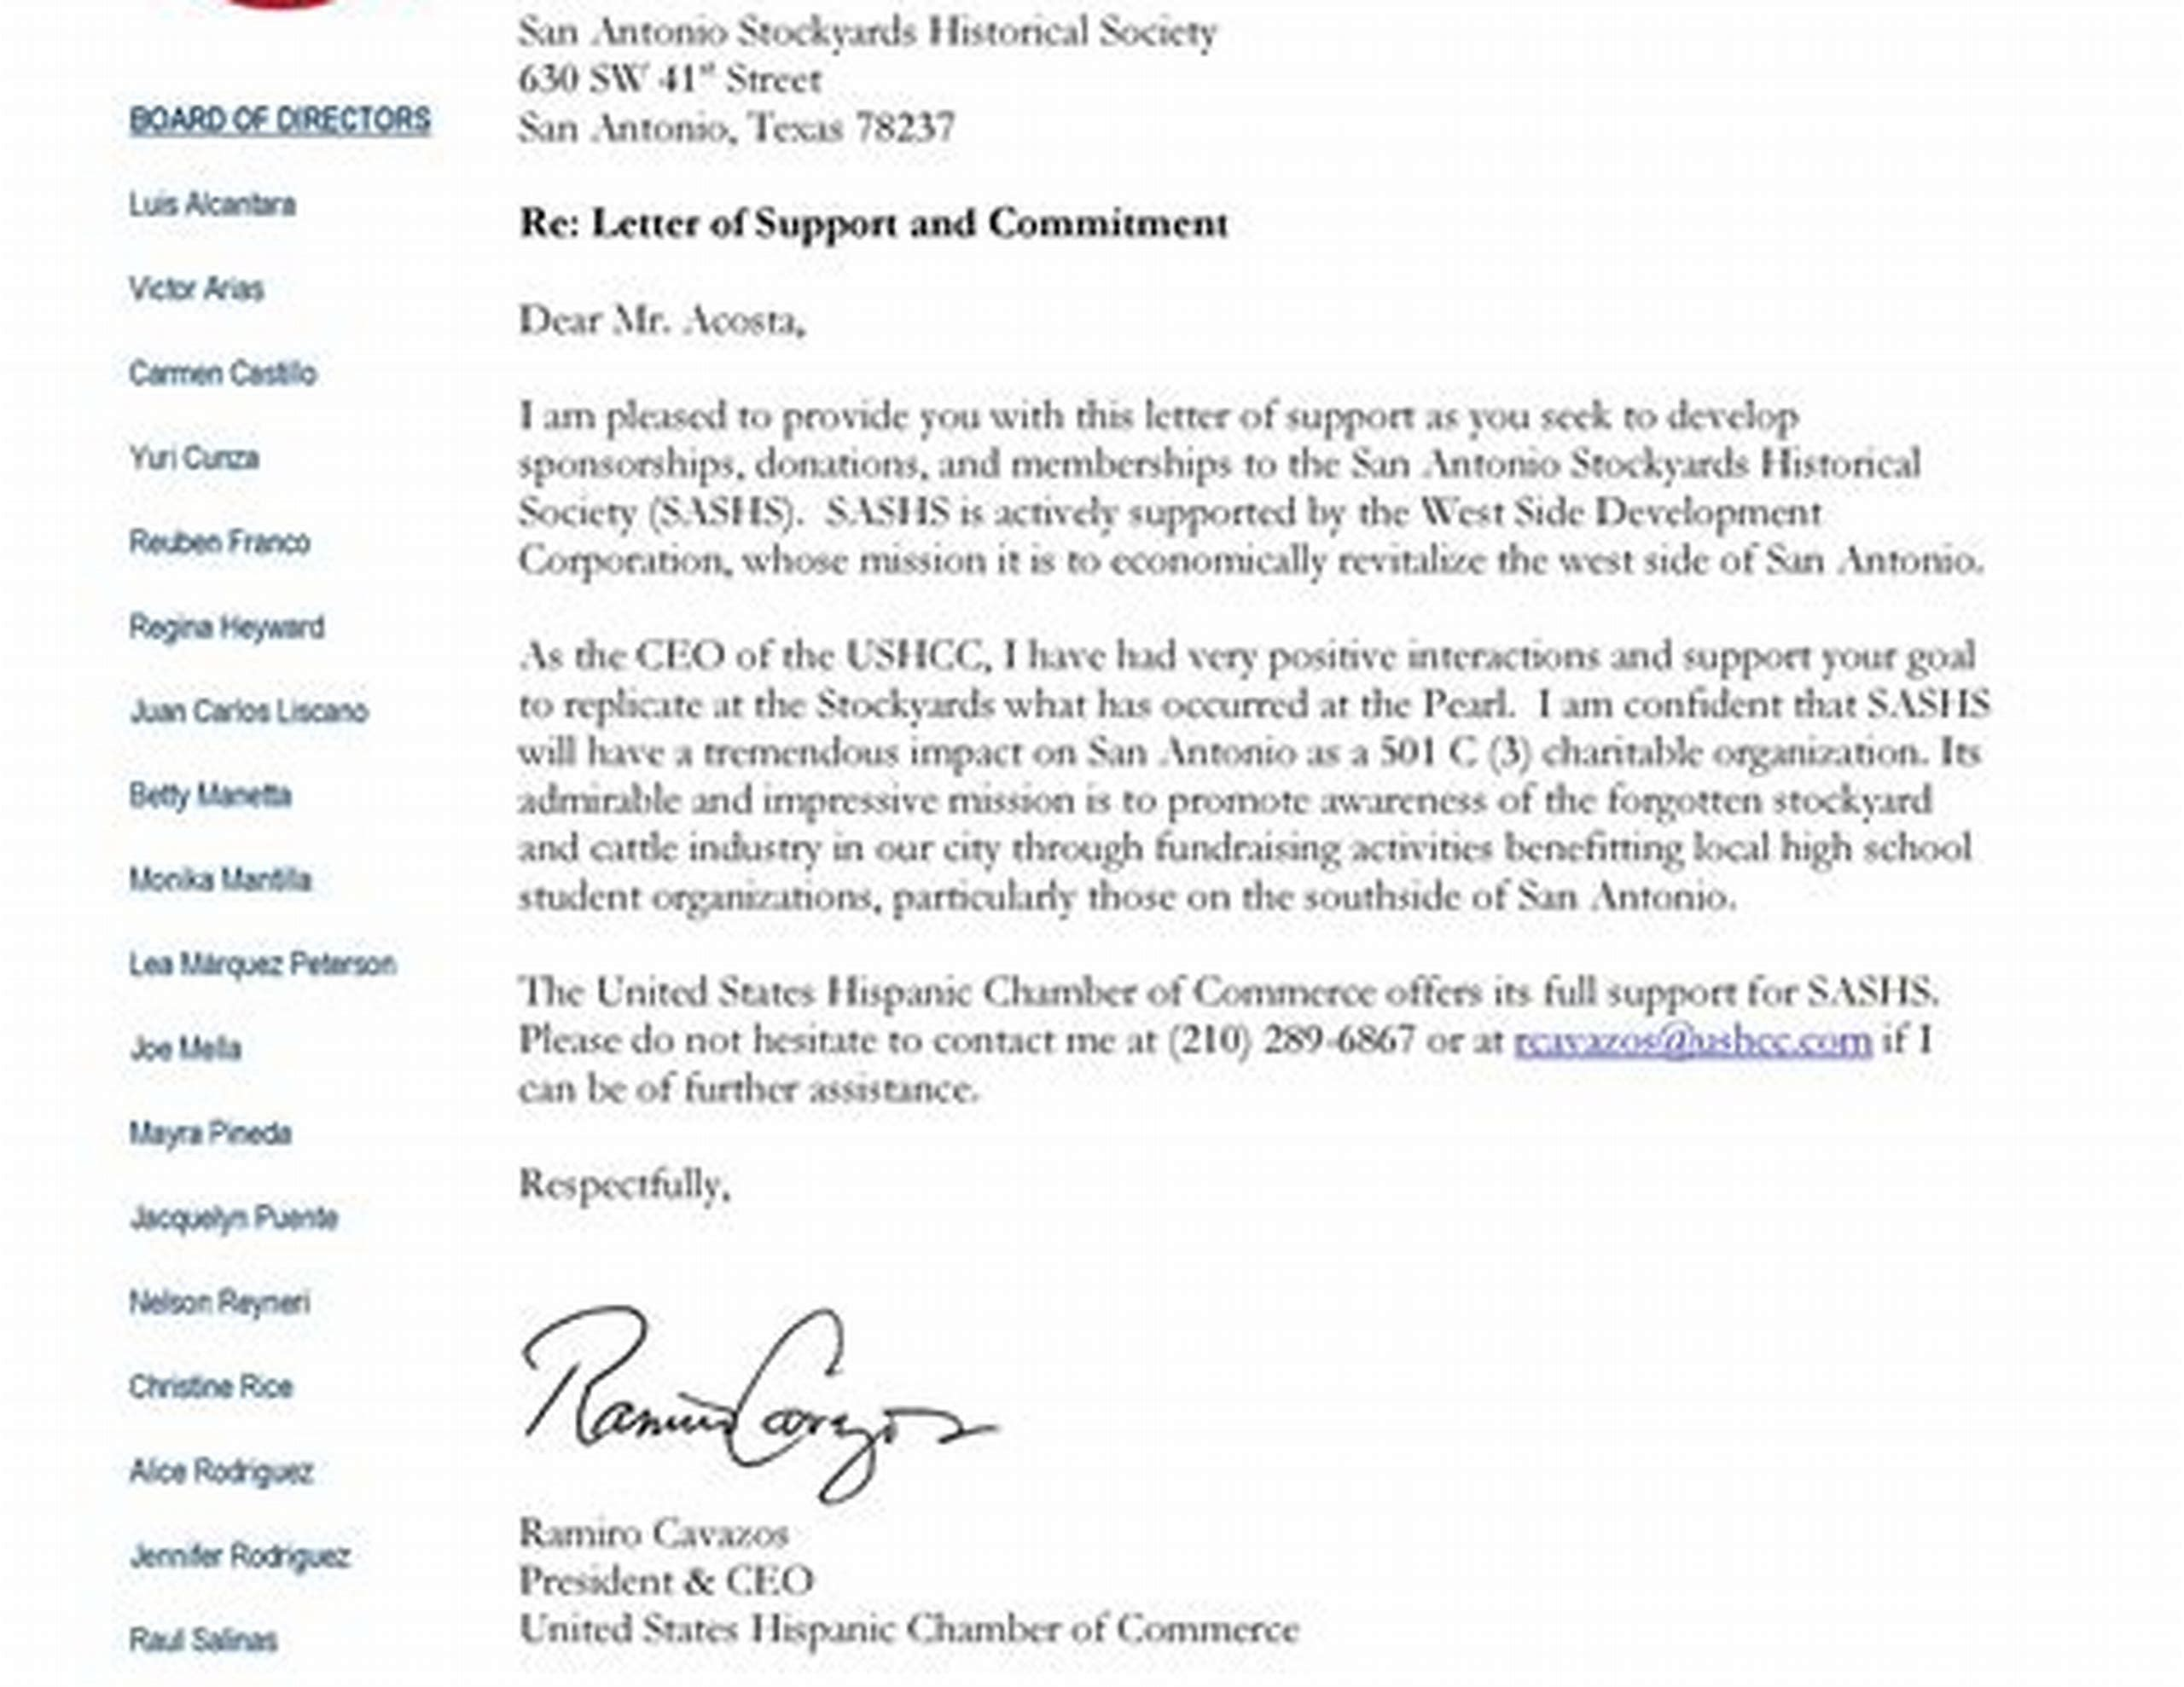 BOARD OF DIRECTORS
Luis Alcantara
Victor Arias
Carmen Castillo
Yuri Cunza
Reuben Franco
Regina Heyward
Juan Carlos Liscano
Betty Manetta
Monika Mantilla
Lea Márquez Peterson
Joe Mella
Mayra Pineda
Jacquelyn Puente
Nelson Reyneri
Christine Rice
Alice Rodriguez
Jennifer Rodriguez
Raul Salinas
San Antonio Stockyards Historical Society
630 SW 41st Street
San Antonio, Texas 78237
Re: Letter of Support and Commitment
Dear Mr. Acosta,
I am pleased to provide you with this letter of support as you seek to develop
sponsorships, donations, and memberships to the San Antonio Stockyards Historical
Society (SASHS).  SASHS is actively supported by the West Side Development
Corporation, whose mission it is to economically revitalize the west side of San Antonio.
As the CEO of the USHCC, I have had very positive interactions and support your goal
to replicate at the Stockyards what has occurred at the Pearl.  I am confident that SASHS
will have a tremendous impact on San Antonio as a 501 C (3) charitable organization. Its
admirable and impressive mission is to promote awareness of the forgotten stockyard
and cattle industry in our city through fundraising activities benefitting local high school
student organizations, particularly those on the southside of San Antonio.
The United States Hispanic Chamber of Commerce offers its full support for SASHS.
Please do not hesitate to contact me at (210) 289-6867 or at rcavazos@ushcc.com if I
can be of further assistance.
Respectfully,
Ramiro Cavazos
Ramiro Cavazos
President & CEO
United States Hispanic Chamber of Commerce